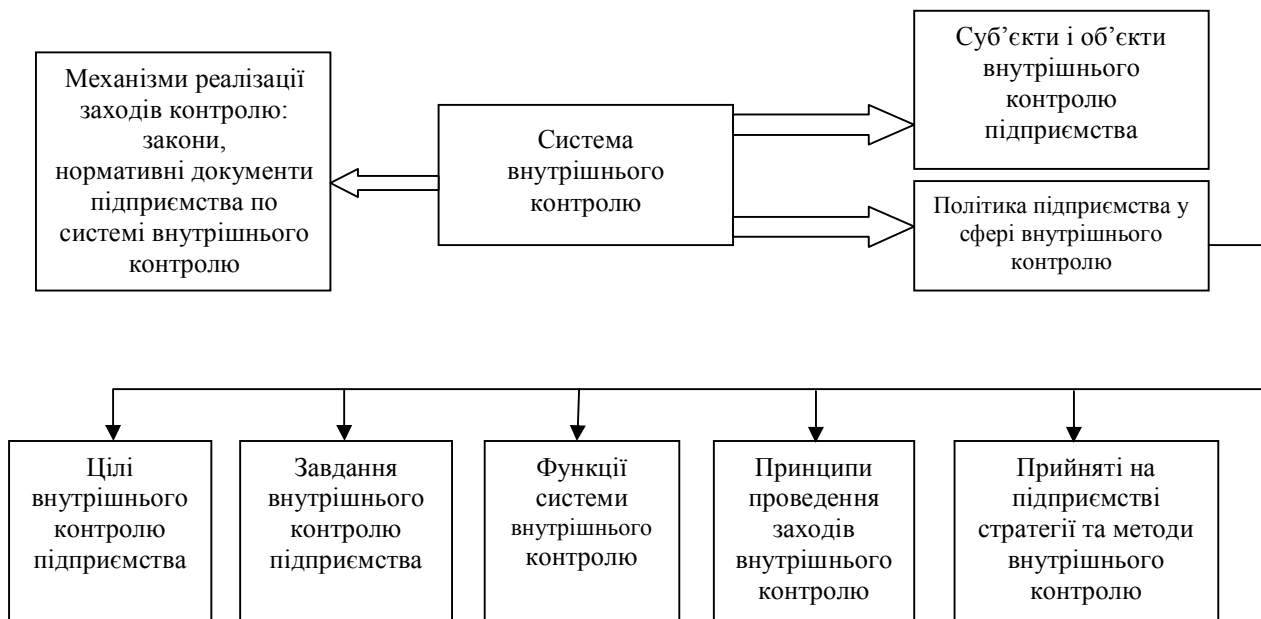 Механізми реалізації
заходів контролю:
закони,
нормативні документи
підприємства по
системі внутрішнього
контролю
Система
внутрішнього
контролю
Суб’єкти і об’єкти
внутрішнього
контролю
підприємства
Політика підприємства у
сфері внутрішнього
контролю
Цілі
внутрішнього
контролю
підприємства
Завдання
внутрішнього
контролю
підприємства
Функції
системи
внутрішнього
контролю
Принципи
проведення
заходів
внутрішнього
контролю
Прийняті на
підприємстві
стратегії та методи
внутрішнього
контролю